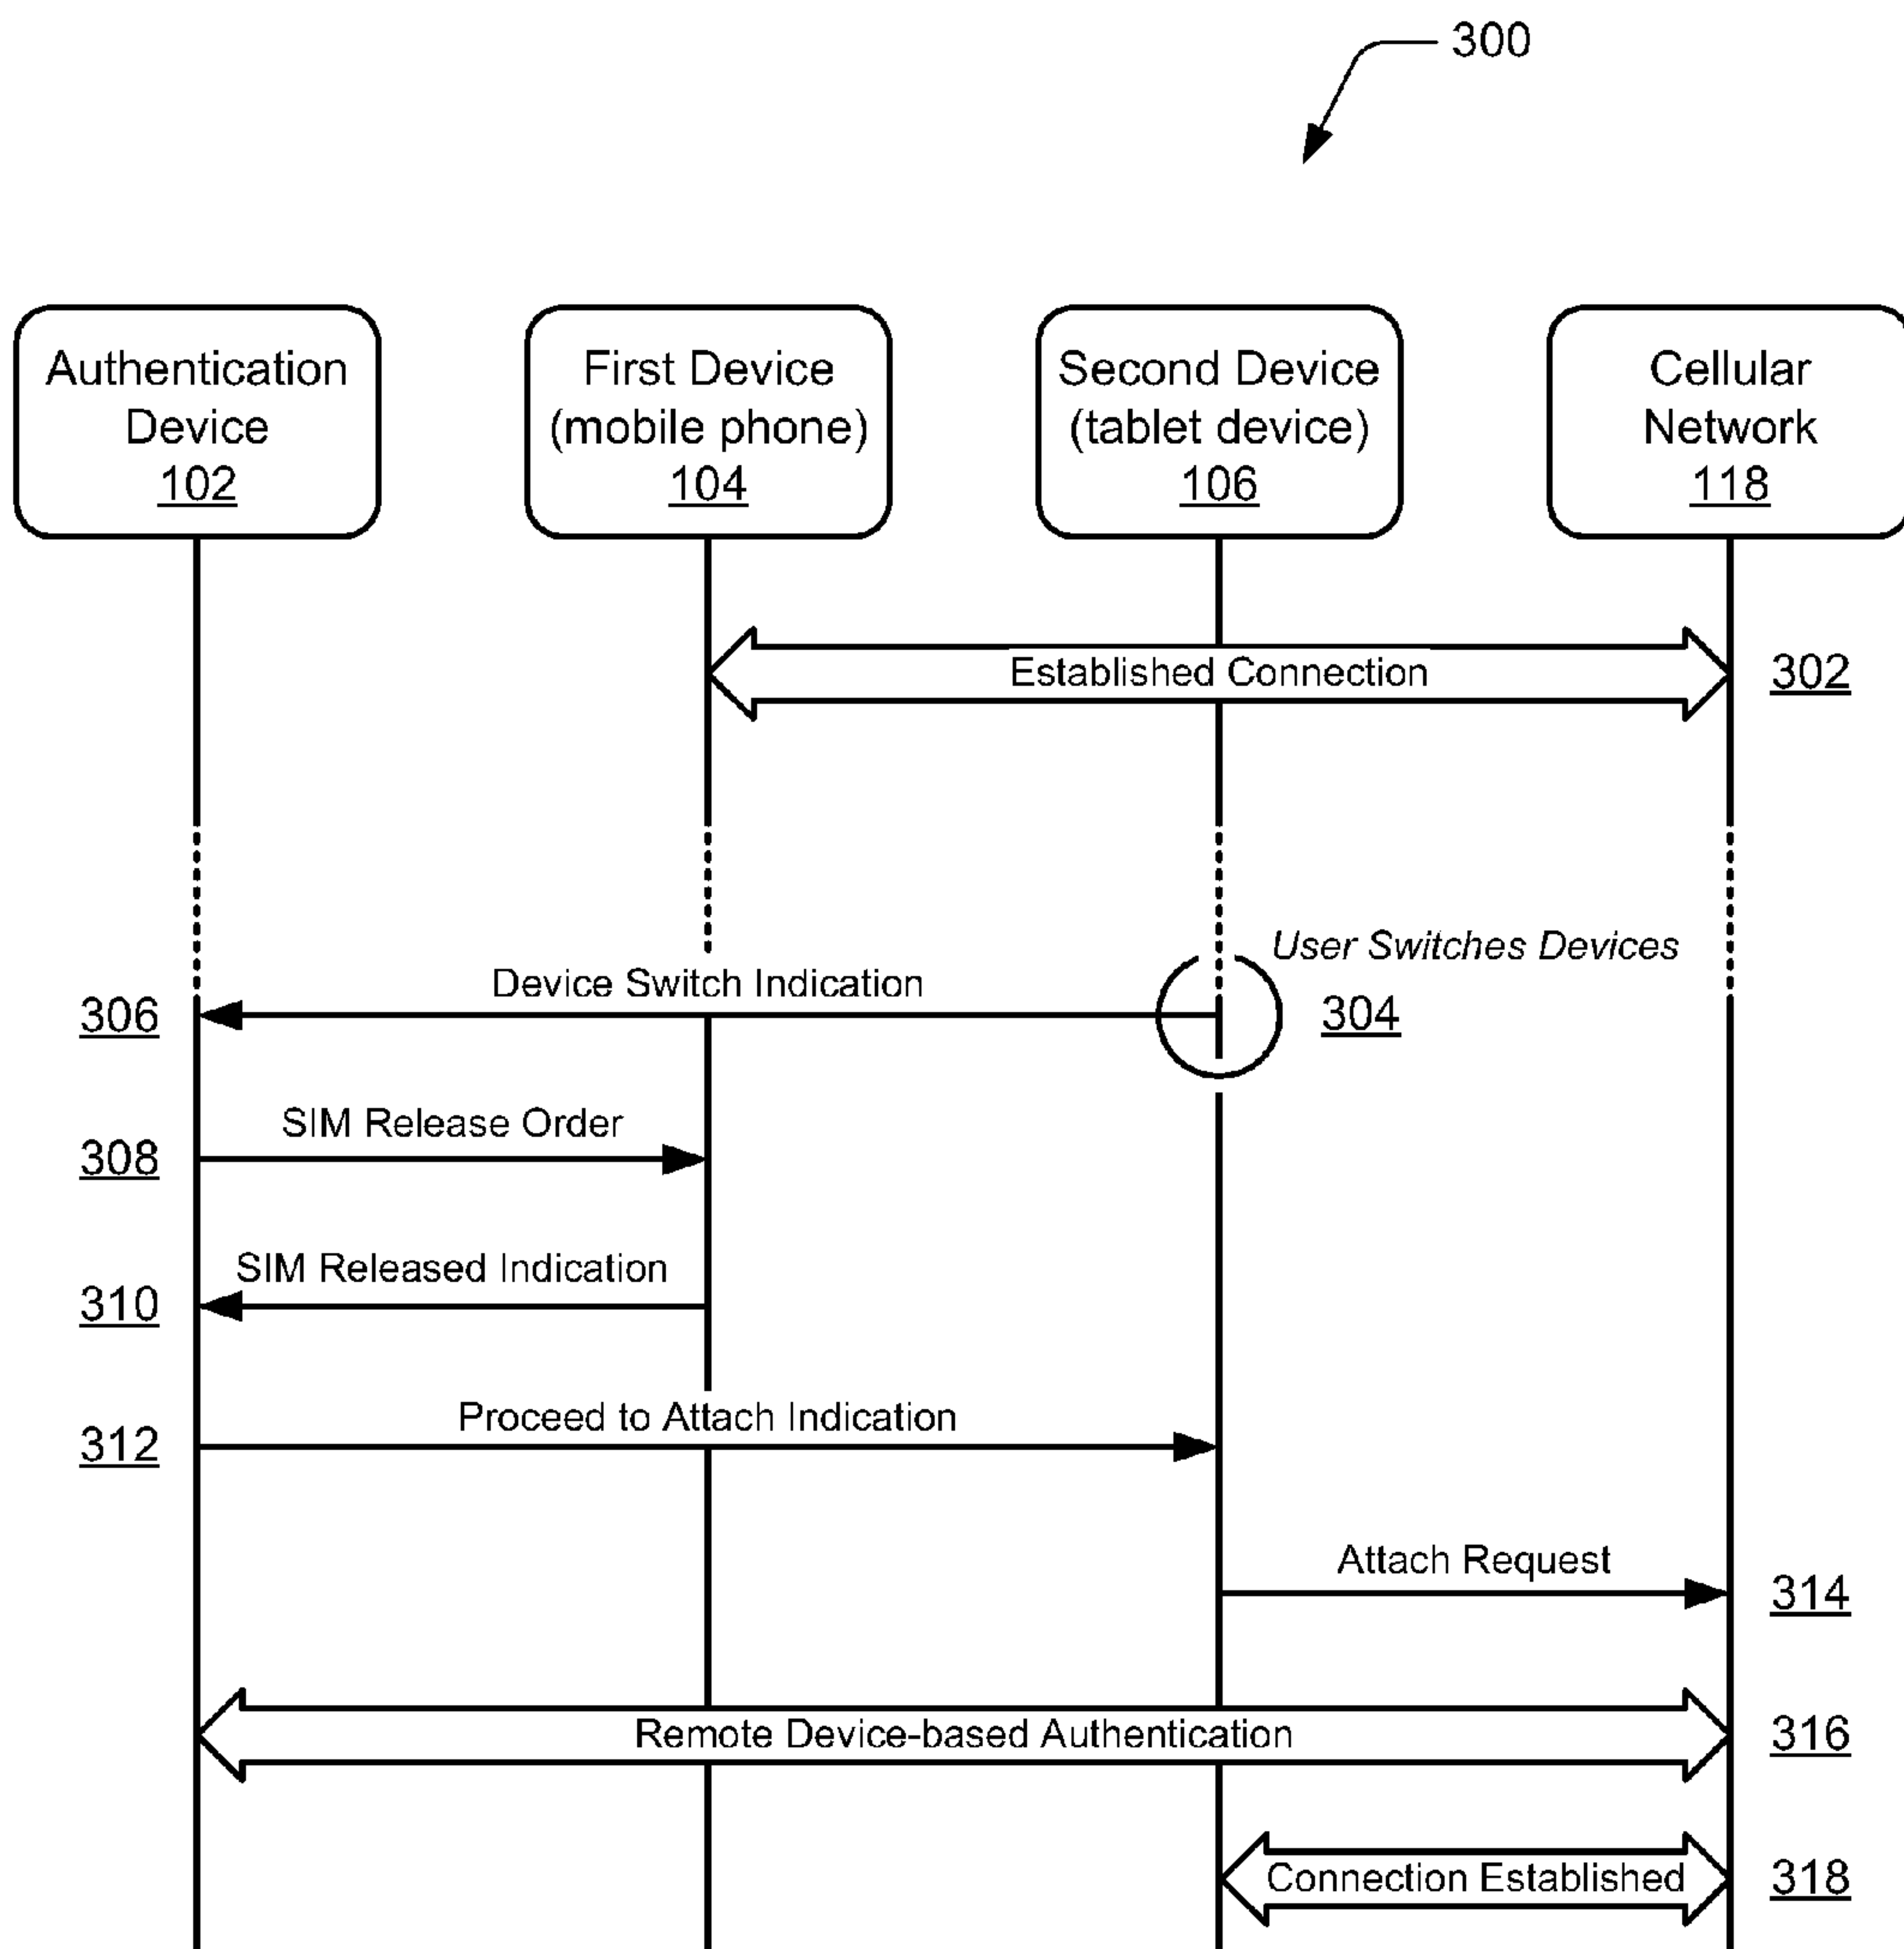 300
Authentication
Device
102
First Device
(mobile phone)
104
Second Device
(tablet device)
106
Cellular
Network
118
Established Connection
302
User Switches Devices
304
Device Switch Indication
306
SIM Release Order
308
SIM Released Indication
310
Proceed to Attach Indication
312
Attach Request
314
Remote Device-based Authentication
316
Connection Established
318